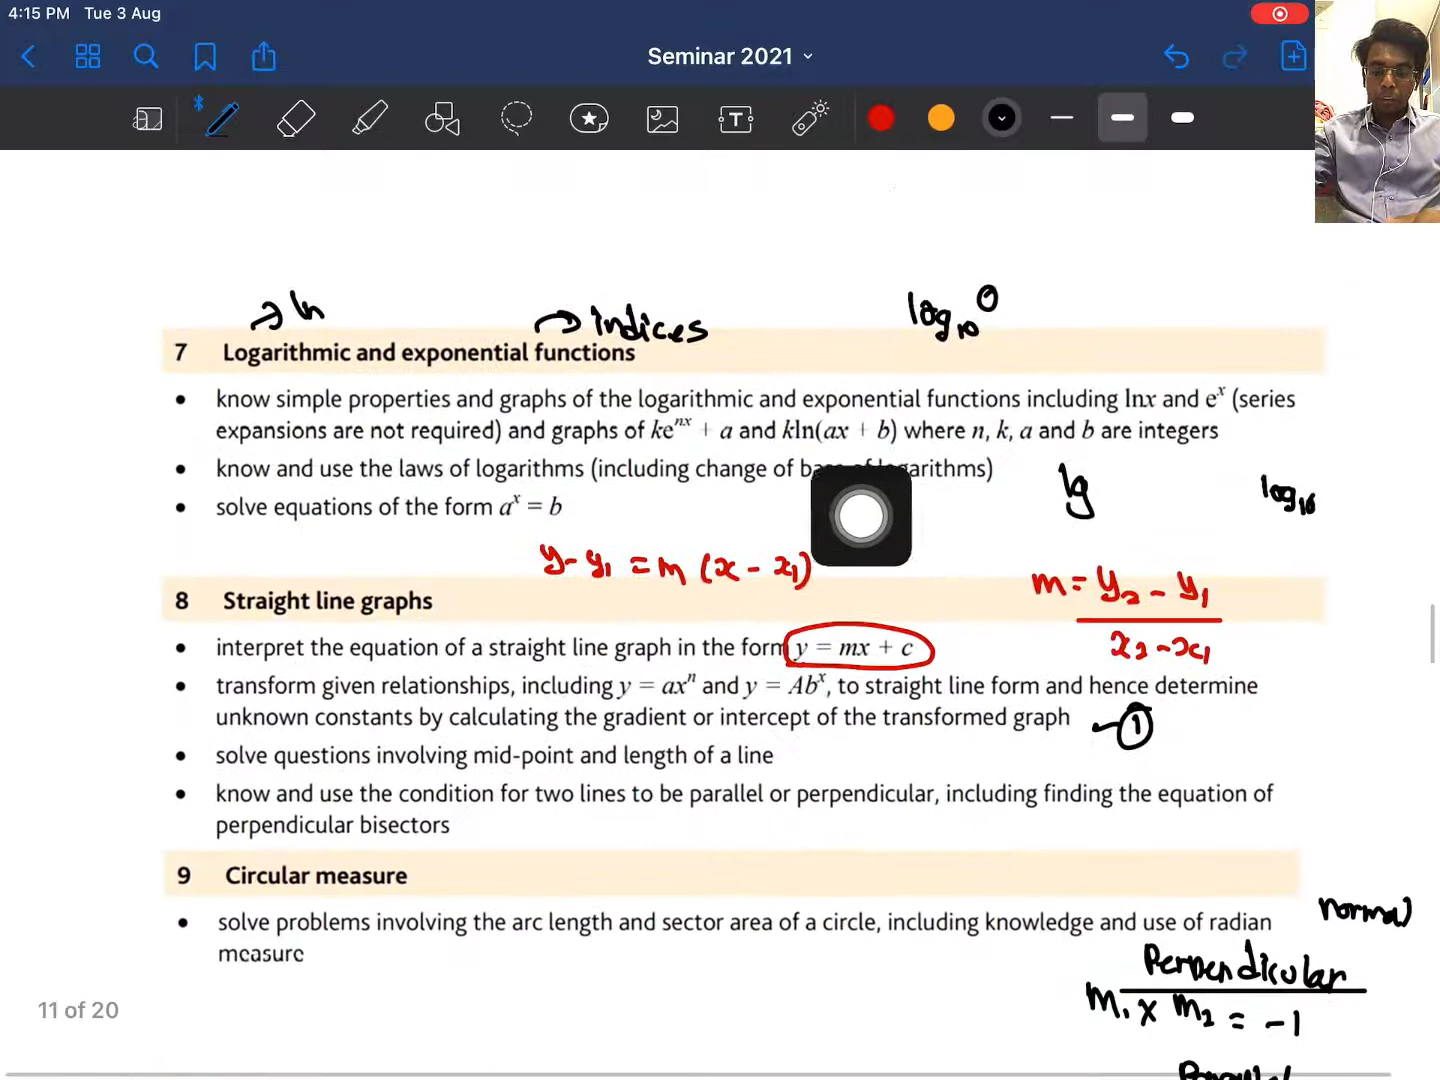 4:15 PM Tue 3 Aug
Seminar 2021
T
→ ln
→ indices
log₁₀
7 Logarithmic and exponential functions
• know simple properties and graphs of the logarithmic and exponential functions including lnx and eˣ (series
expansions are not required) and graphs of keⁿˣ + a and kln(ax + b) where n, k, a and b are integers
• know and use the laws of logarithms (including change of base of logarithms)
lg
log₁₀
• solve equations of the form aˣ = b
y - y₁ = m (x - x₁)
m = y₂ - y₁
x₂ - x₁
8 Straight line graphs
• interpret the equation of a straight line graph in the form y = mx + c
• transform given relationships, including y = axⁿ and y = Abˣ, to straight line form and hence determine
unknown constants by calculating the gradient or intercept of the transformed graph
①
• solve questions involving mid-point and length of a line
• know and use the condition for two lines to be parallel or perpendicular, including finding the equation of
perpendicular bisectors
9 Circular measure
• solve problems involving the arc length and sector area of a circle, including knowledge and use of radian
measure
normal
Perpendicular
m₁ x m₂ = -1
11 of 20